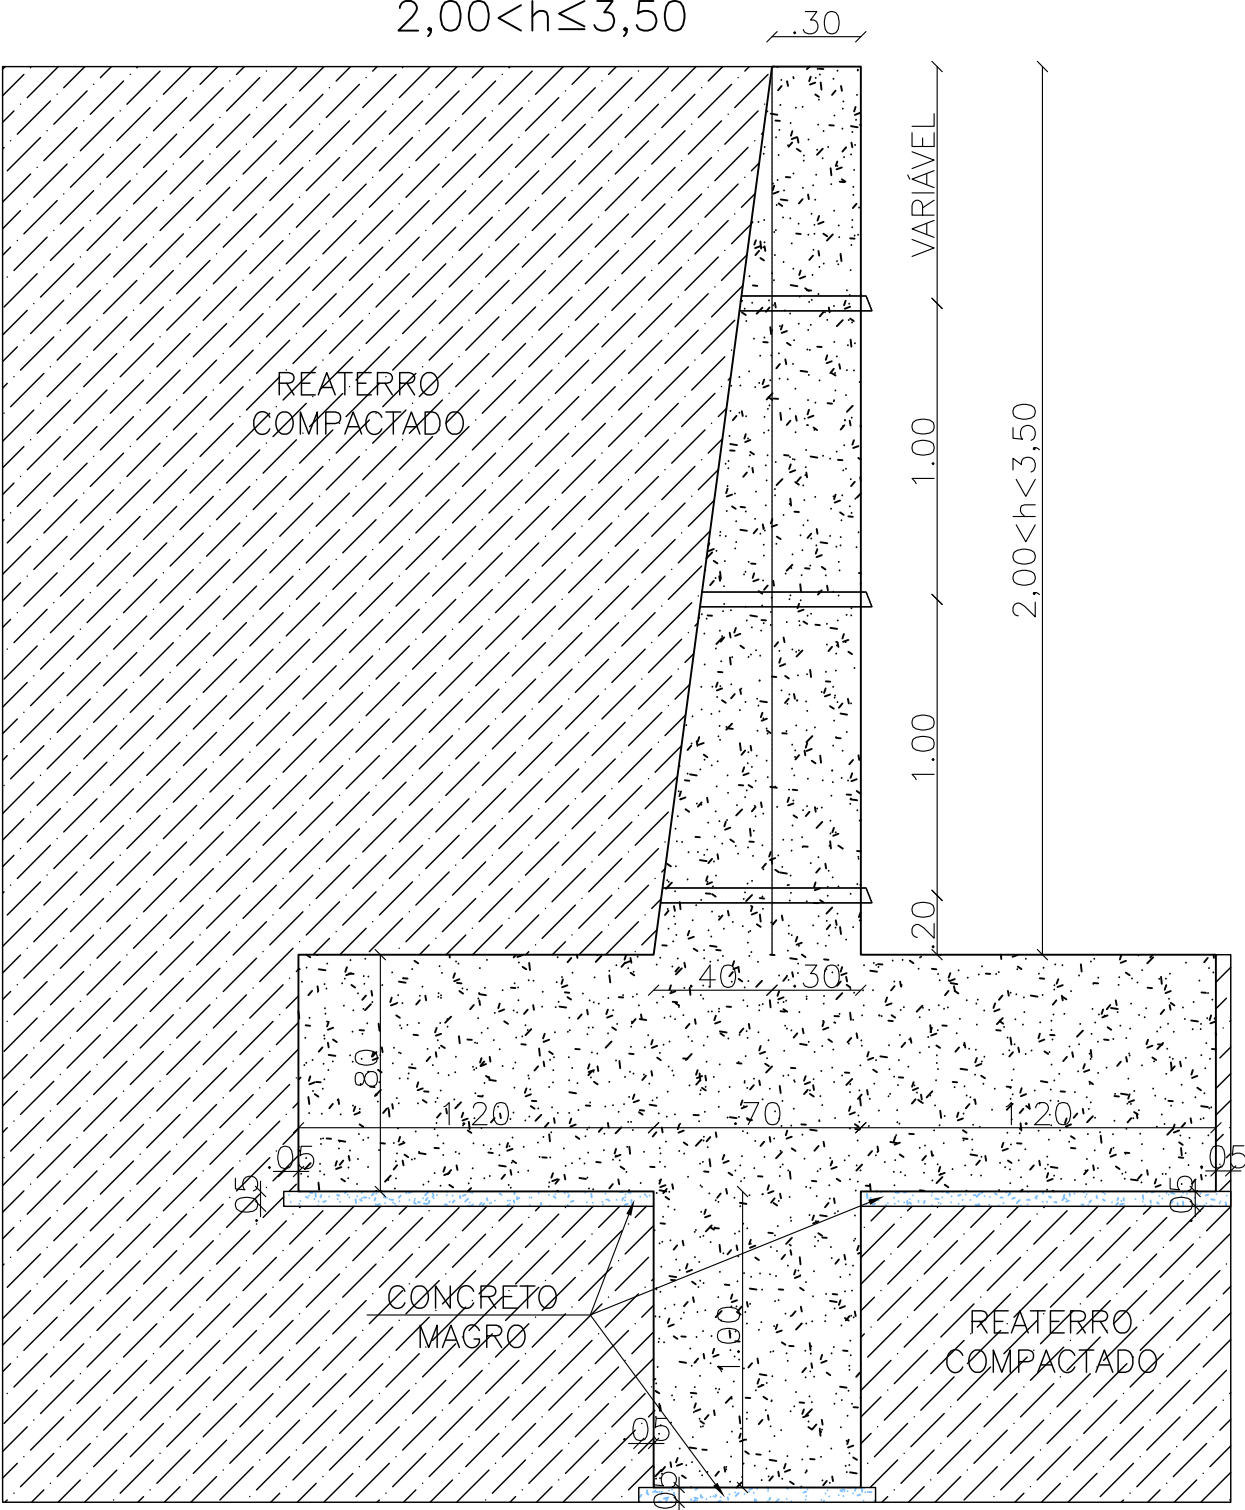 2,00<h≤3,50
.30
VARIÁVEL
REATERRO
COMPACTADO
1.00
2,00<h<3,50
1.00
.20
.40
.30
.80
1.20
.70
1.20
.05
.05
.05
.05
CONCRETO
MAGRO
1.00
REATERRO
COMPACTADO
.05
.05